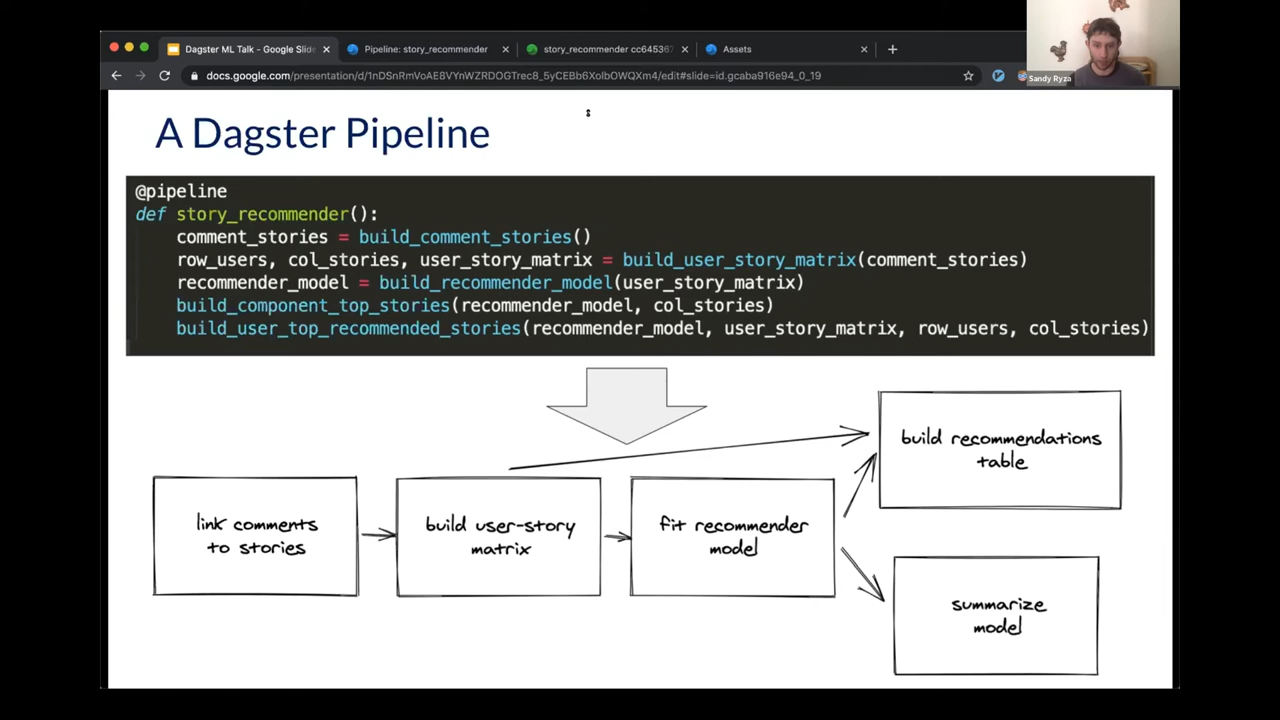 Dagster ML Talk - Google Slide
Pipeline: story_recommender
story_recommender cc64536
Assets
docs.google.com/presentation/d/1nDSnRmVoAE8VYnWZRDOGTrec8_5yCEBb6XolbOWQXm4/edit#slide=id.gcaba916e94_0_19
Sandy Ryza
A Dagster Pipeline
@pipeline
def story_recommender():
comment_stories = build_comment_stories()
row_users, col_stories, user_story_matrix = build_user_story_matrix(comment_stories)
recommender_model = build_recommender_model(user_story_matrix)
build_component_top_stories(recommender_model, col_stories)
build_user_top_recommended_stories(recommender_model, user_story_matrix, row_users, col_stories)
link comments
to stories
build user-story
matrix
fit recommender
model
build recommendations
table
summarize
model